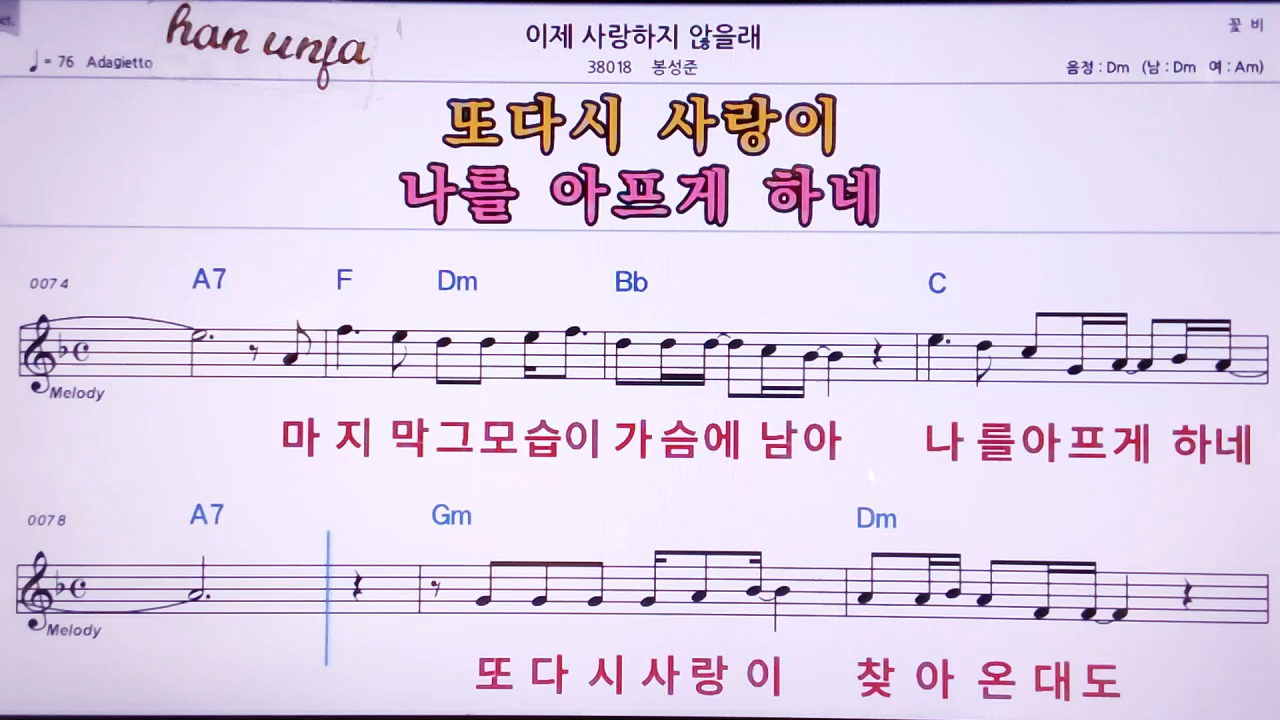 han unfa
이제 사랑하지 않을래
꽃 비
♩= 76 Adagietto
38018 봉성준
음정 : Dm (남 : Dm 여 : Am)
또다시 사랑이
나를 아프게 하네
0074 A7 F Dm Bb C
Melody
마 지 막그모습이 가슴에 남아 나 를아프게 하네
0078 A7 Gm Dm
Melody
또 다 시 사 랑 이 찾 아 온 대 도